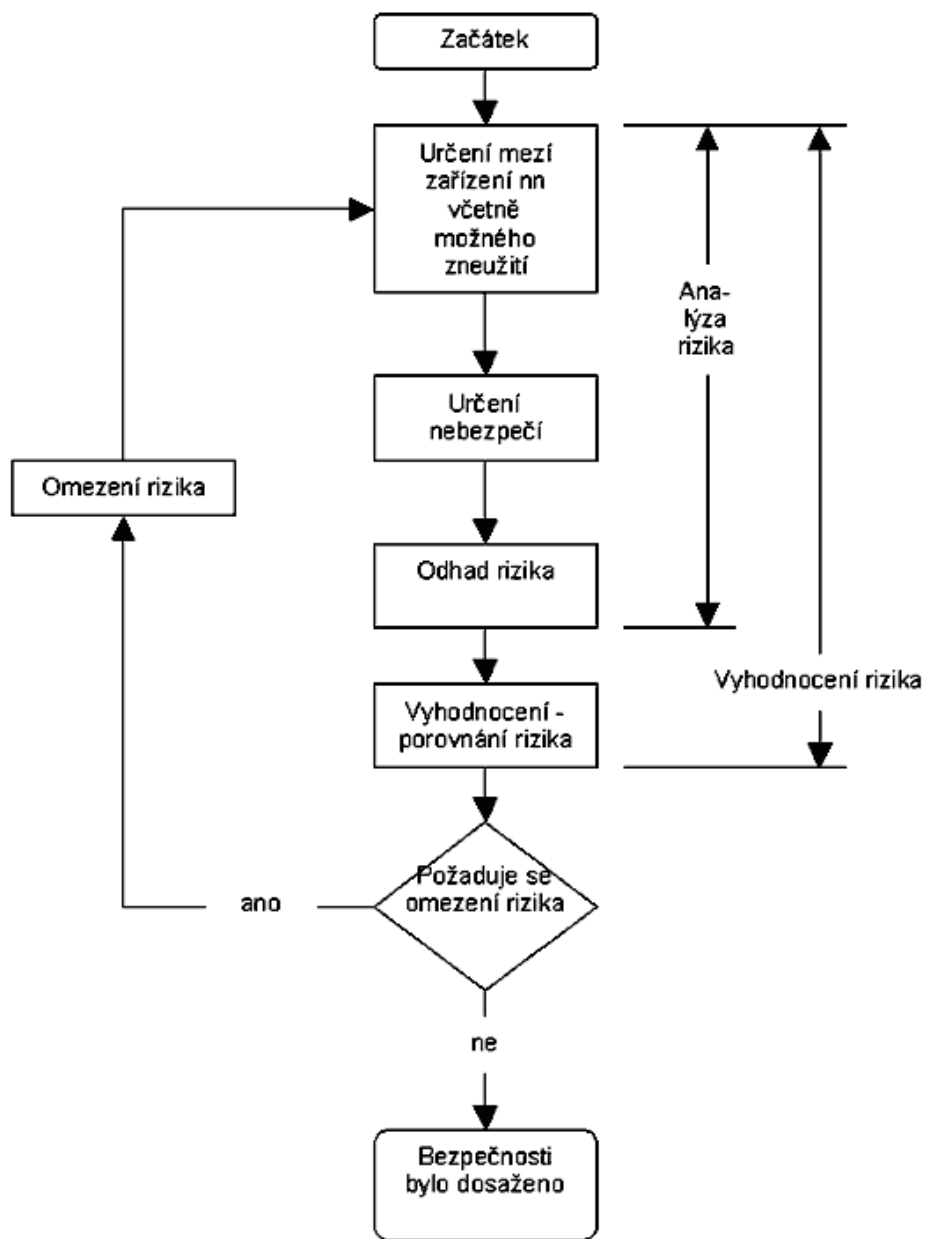 Začátek
Určení mezí
zařízení nn
včetně
možného
zneužití
Ana-
lýza
rizika
Určení
nebezpečí
Omezení rizika
Odhad rizika
Vyhodnocení rizika
Vyhodnocení -
porovnání rizika
Požaduje se
omezení rizika
ano
ne
Bezpečnosti
bylo dosaženo